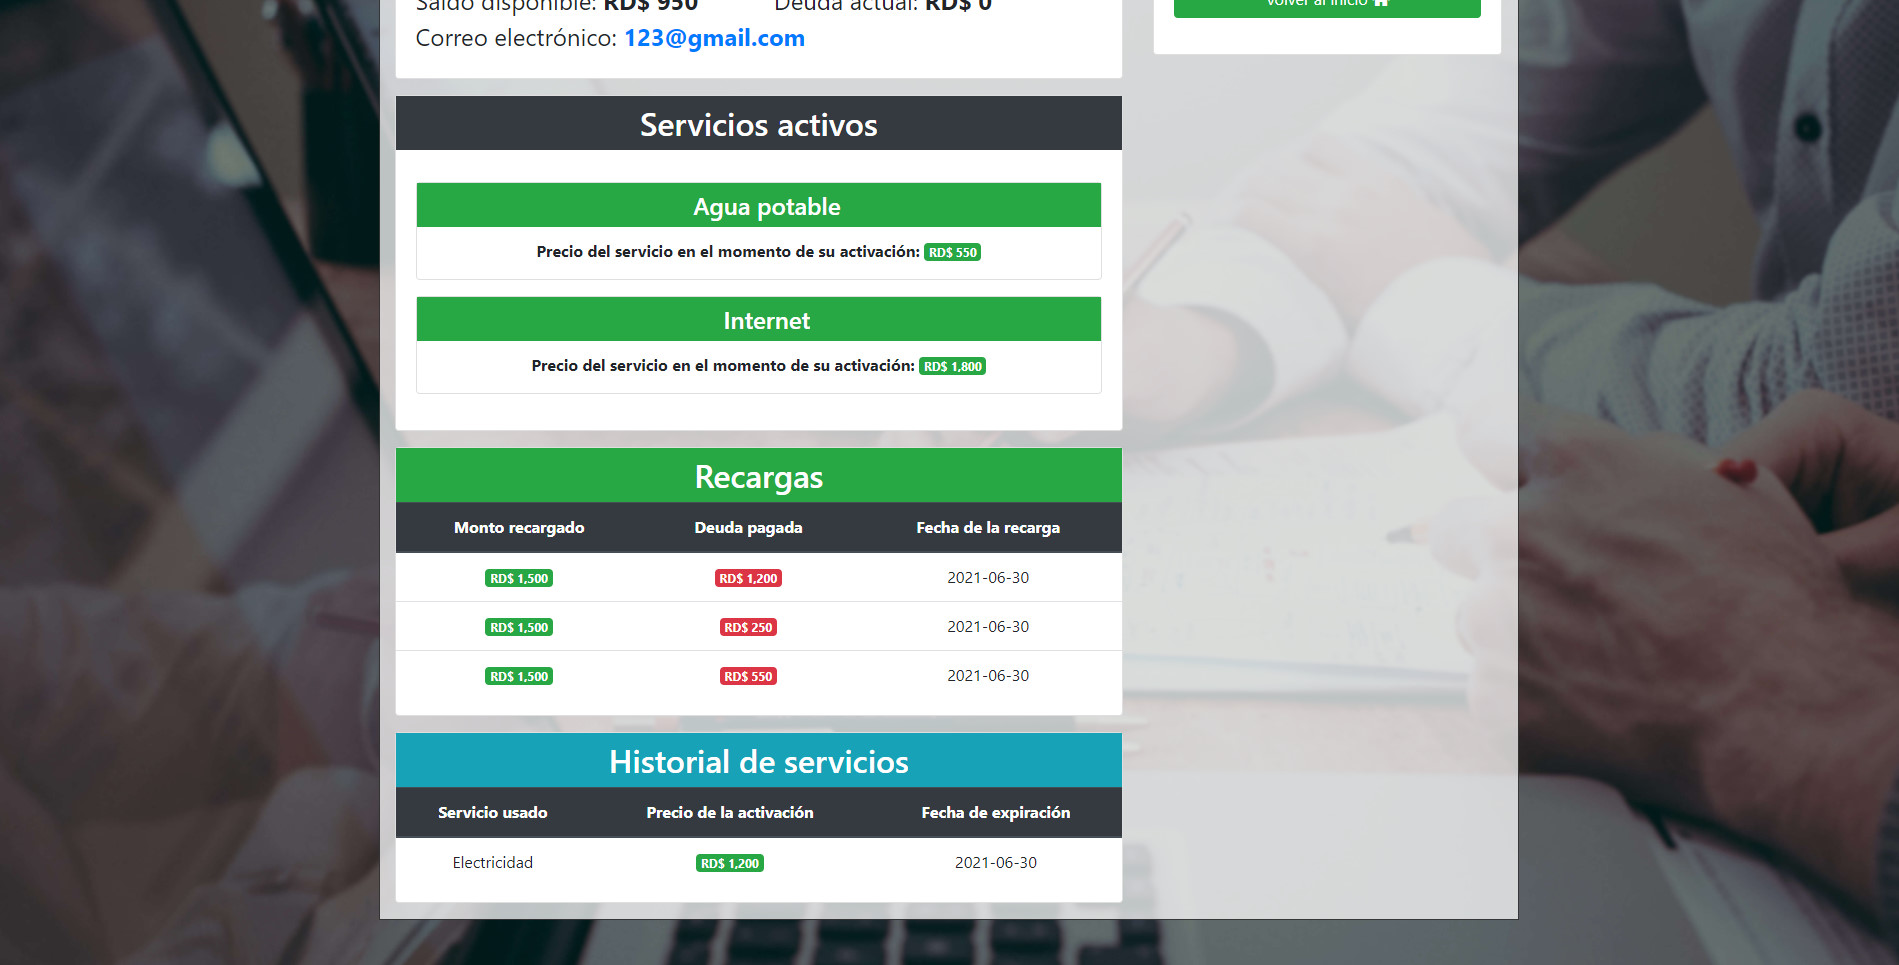 Saldo disponible: RD$ 950 Deuda actual: RD$ 0
Correo electrónico: 123@gmail.com
Volver al inicio
Servicios activos
Agua potable
Precio del servicio en el momento de su activación: RD$ 550
Internet
Precio del servicio en el momento de su activación: RD$ 1,800
Recargas
Monto recargado Deuda pagada Fecha de la recarga
RD$ 1,500 RD$ 1,200 2021-06-30
RD$ 1,500 RD$ 250 2021-06-30
RD$ 1,500 RD$ 550 2021-06-30
Historial de servicios
Servicio usado Precio de la activación Fecha de expiración
Electricidad RD$ 1,200 2021-06-30